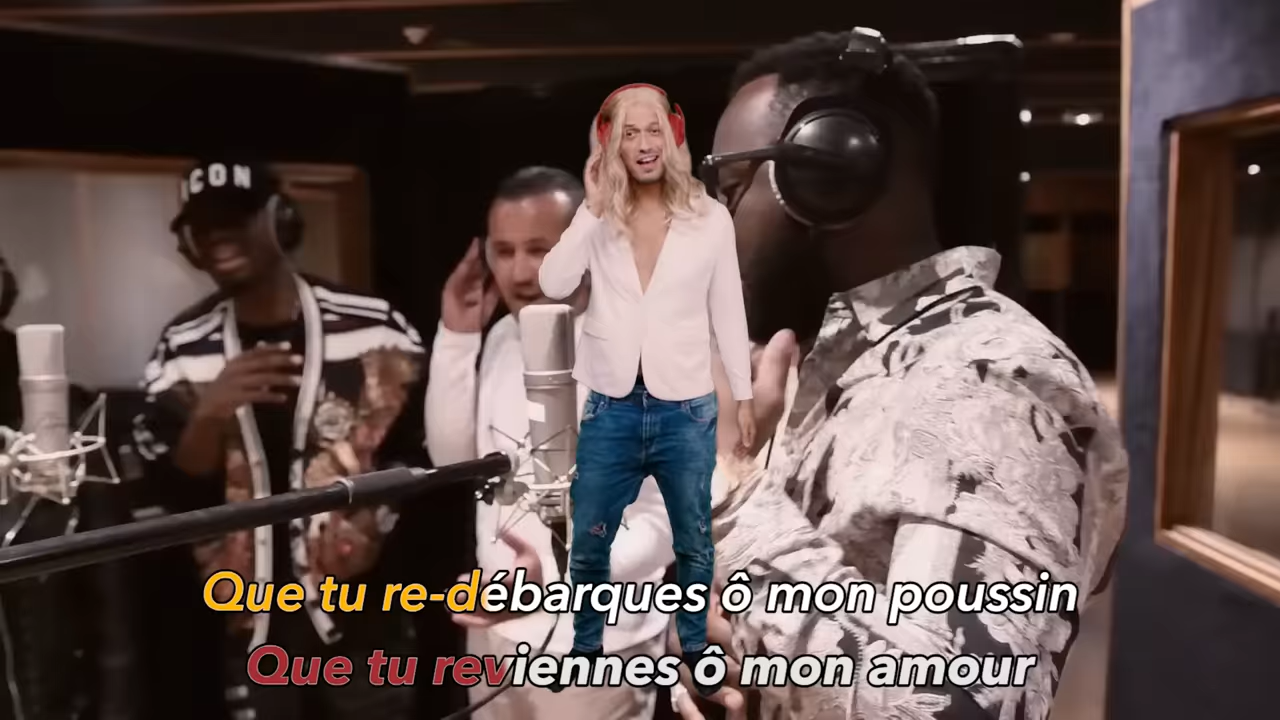 ICON
Que tu re-débarques ô mon poussin
Que tu reviennes ô mon amour